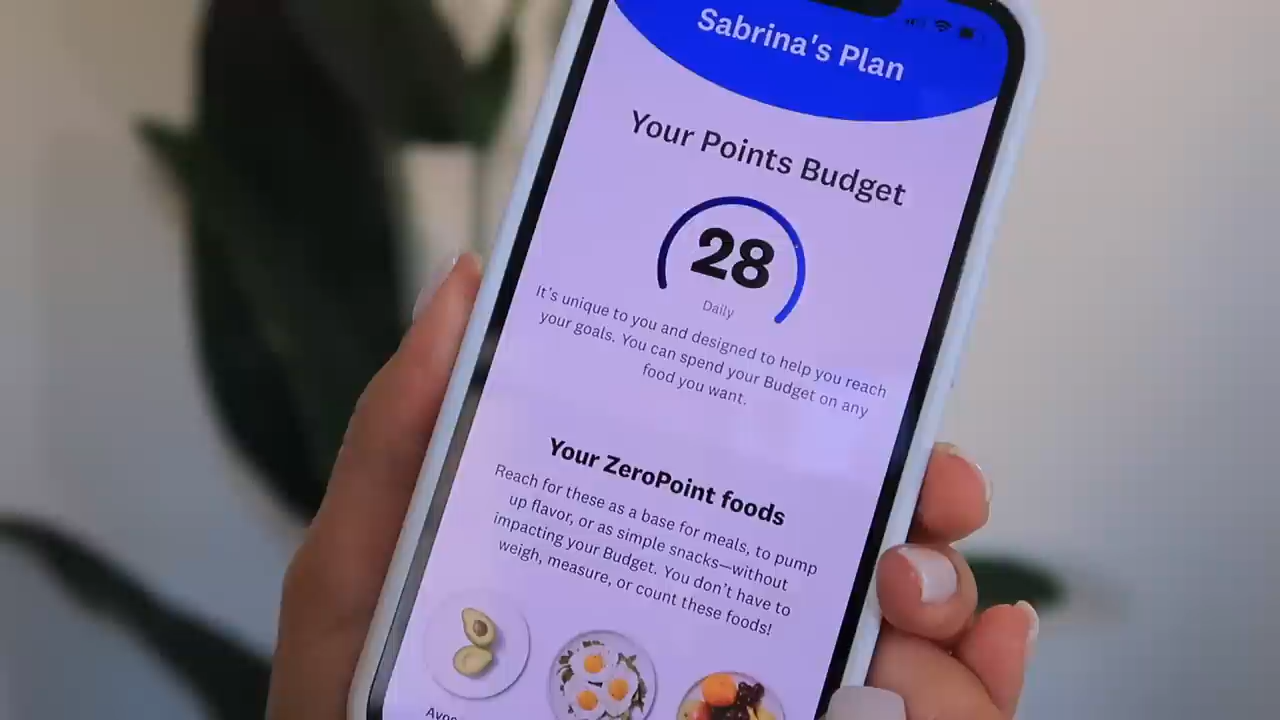 Sabrina's Plan
Your Points Budget
28
Daily
It's unique to you and designed to help you reach
your goals. You can spend your Budget on any
food you want.
Your ZeroPoint foods
Reach for these as a base for meals, to pump
up flavor, or as simple snacks—without
impacting your Budget. You don't have to
weigh, measure, or count these foods!